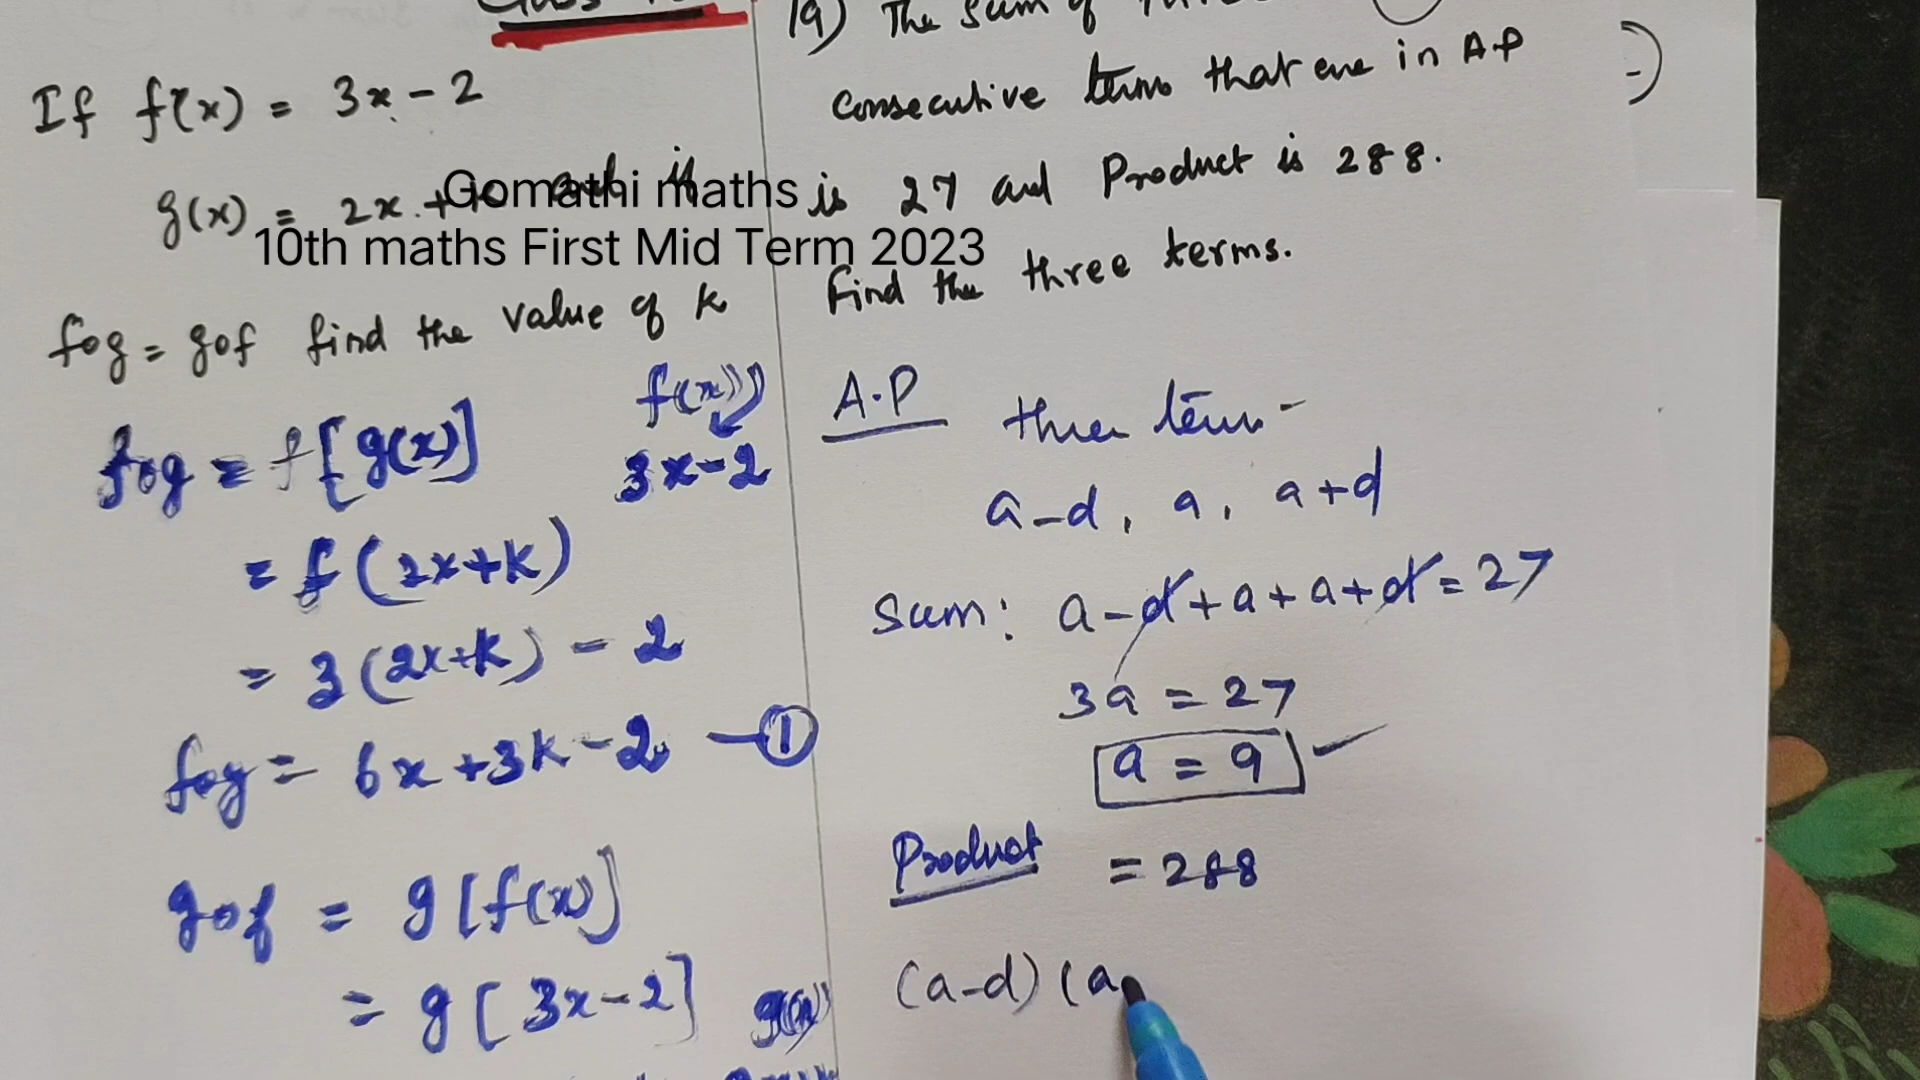 If f(x) = 3x - 2
g(x) = 2x + k and if
fog = gof find the value of k
fog = f[g(x)]
f(x)
3x-2
= f(2x+k)
= 3(2x+k) - 2
fog = 6x+3k-2 — ①
gof = g[f(x)]
= g[3x-2]
g(x)
19) The sum of three
consecutive terms that are in A.P
is 27 and Product is 288.
Find the three terms.
A.P three term -
a-d, a, a+d
Sum: a-d+a+a+d = 27
3a = 27
a = 9
Product = 288
(a-d) (a
Gomathi maths
10th maths First Mid Term 2023